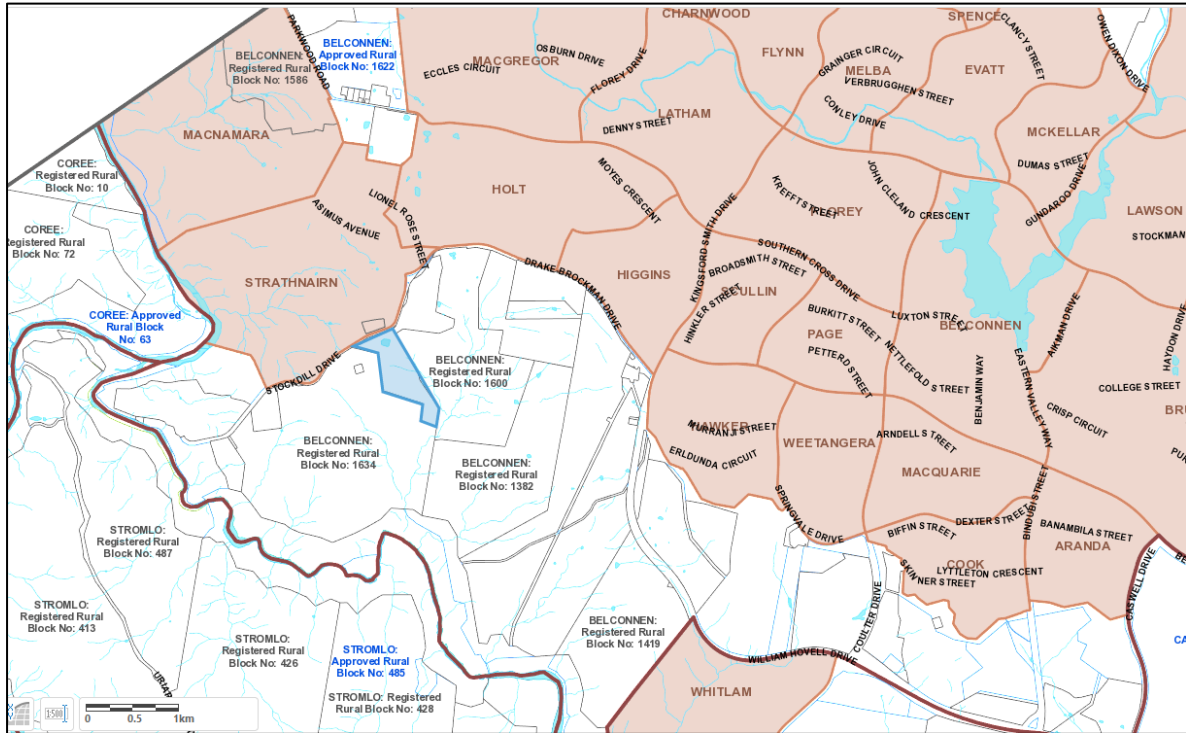 CHARNWOOD
SPENCE
PARKWOOD ROAD
BELCONNEN:
Approved Rural
Block No: 1622
BELCONNEN:
Registered Rural
Block No: 1586
MACGREGOR
OSBURN DRIVE
ECCLES CIRCUIT
FLOREY DRIVE
FLYNN
GRAINGER CIRCUIT
MELBA
VERBRUGGHEN STREET
EVATT
CLANCY STREET
OWEN DIXON DRIVE
MACNAMARA
LATHAM
DENNY STREET
CONLEY DRIVE
MCKELLAR
DUMAS STREET
COREE:
Registered Rural
Block No: 10
HOLT
MOYES CRESCENT
KREFFT STREET
JOHN CLELAND CRESCENT
GUNDAROO DRIVE
LAWSON
STOCKMAN
LIONEL ROSE STREET
ASIMUS AVENUE
COREE:
Registered Rural
Block No: 72
STRATHNAIRN
DRAKE BROCKMAN DRIVE
HIGGINS
KINGSFORD SMITH DRIVE
SOUTHERN CROSS DRIVE
BROADSMITH STREET
SCULLIN
HINKLER STREET
COREE: Approved
Rural Block
No: 63
BURKITT STREET
PAGE
PETTERD STREET
LUXTON STREET
BELCONNEN
AIKMAN DRIVE
HAYDON DRIVE
STOCKDILL DRIVE
BELCONNEN:
Registered Rural
Block No: 1600
NETTLEFOLD STREET
BENJAMIN WAY
EASTERN VALLEY WAY
COLLEGE STREET
CRISP CIRCUIT
BRU
PUR
BELCONNEN:
Registered Rural
Block No: 1634
BELCONNEN:
Registered Rural
Block No: 1382
HAWKER
MURRANJI STREET
ERLDUNDA CIRCUIT
WEETANGERA
ARNDELL STREET
MACQUARIE
SPRINGVALE DRIVE
BINDUBI STREET
DEXTER STREET
BIFFIN STREET
BANAMBILA STREET
ARANDA
COOK
LYTTLETON CRESCENT
SKINNER STREET
CASWELL DRIVE
BE
STROMLO:
Registered Rural
Block No: 487
STROMLO:
Registered Rural
Block No: 413
STROMLO:
Registered Rural
Block No: 426
STROMLO:
Approved Rural
Block No: 485
STROMLO: Registered
Rural Block No: 428
BELCONNEN:
Registered Rural
Block No: 1419
COULTER DRIVE
WILLIAM HOVELL DRIVE
WHITLAM
CA
URIAR
1:500
0 0.5 1km